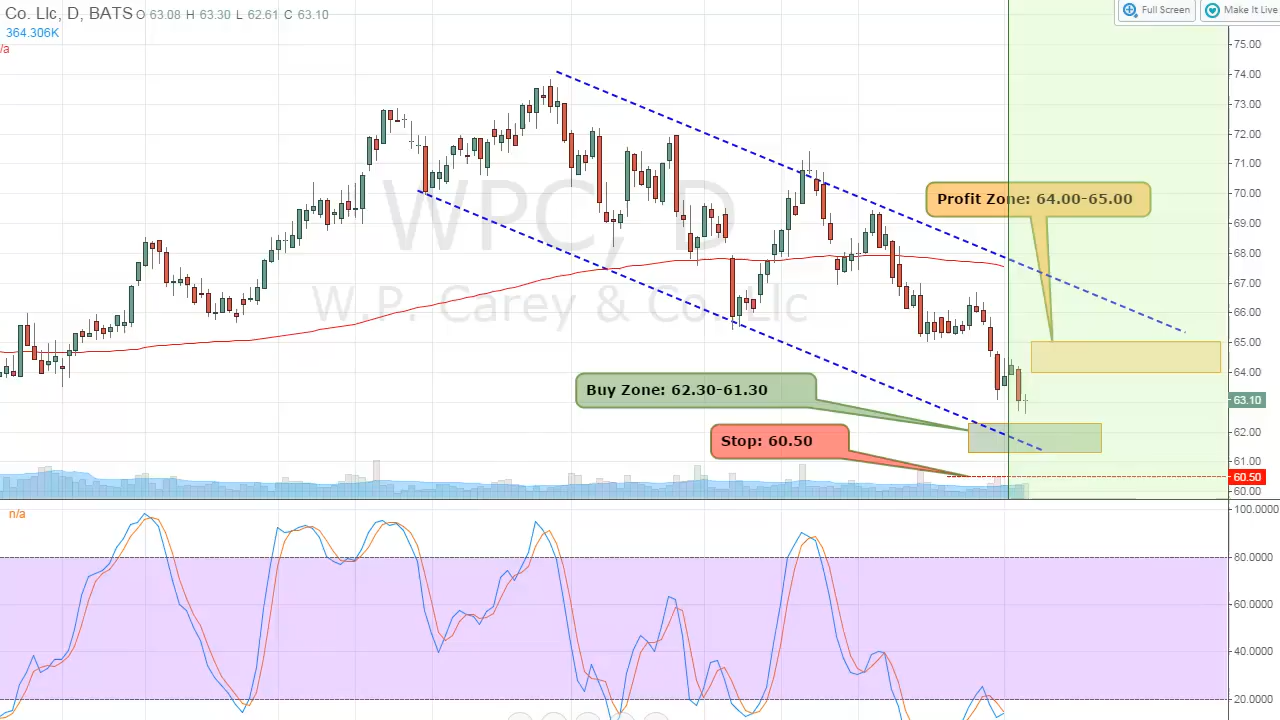 Co. Llc, D, BATS O 63.08 H 63.30 L 62.61 C 63.10
364.306K
/a
Full Screen
Make It Live
WPC, D
W.P. Carey & Co. Llc
Profit Zone: 64.00-65.00
Buy Zone: 62.30-61.30
Stop: 60.50
75.00
74.00
73.00
72.00
71.00
70.00
69.00
68.00
67.00
66.00
65.00
64.00
63.10
62.00
61.00
60.50
60.00
n/a
100.0000
80.0000
60.0000
40.0000
20.0000